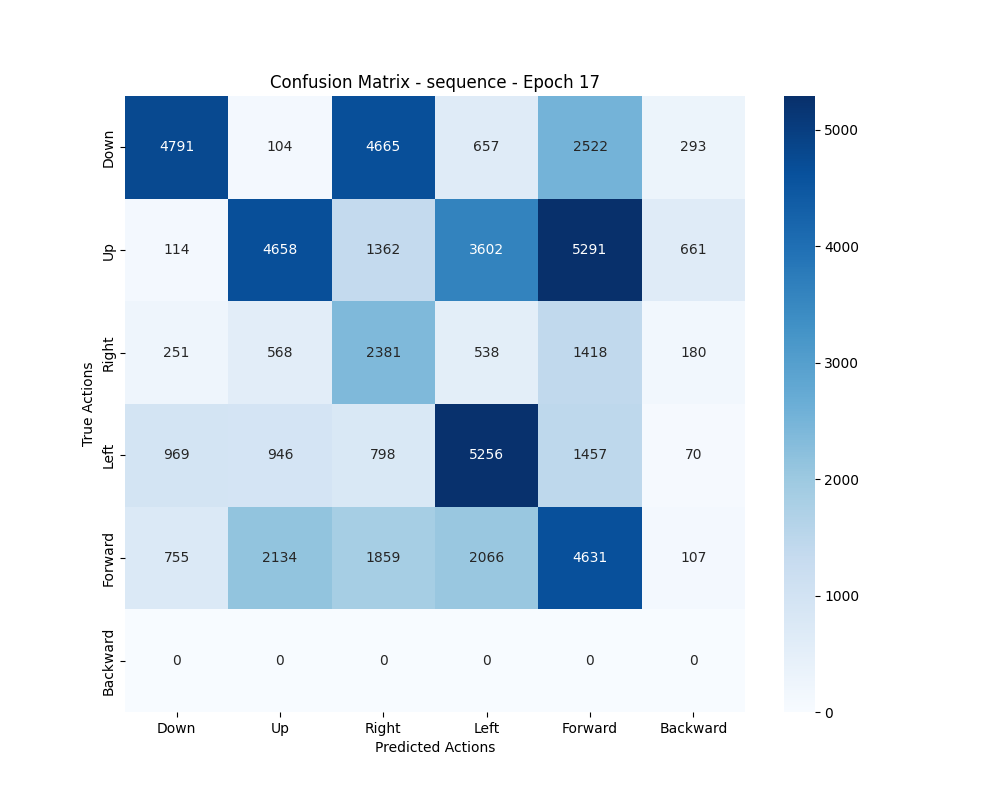 Confusion Matrix - sequence - Epoch 17
True Actions
Down 4791 104 4665 657 2522 293
Up 114 4658 1362 3602 5291 661
Right 251 568 2381 538 1418 180
Left 969 946 798 5256 1457 70
Forward 755 2134 1859 2066 4631 107
Backward 0 0 0 0 0 0
Down Up Right Left Forward Backward
Predicted Actions
5000
4000
3000
2000
1000
0